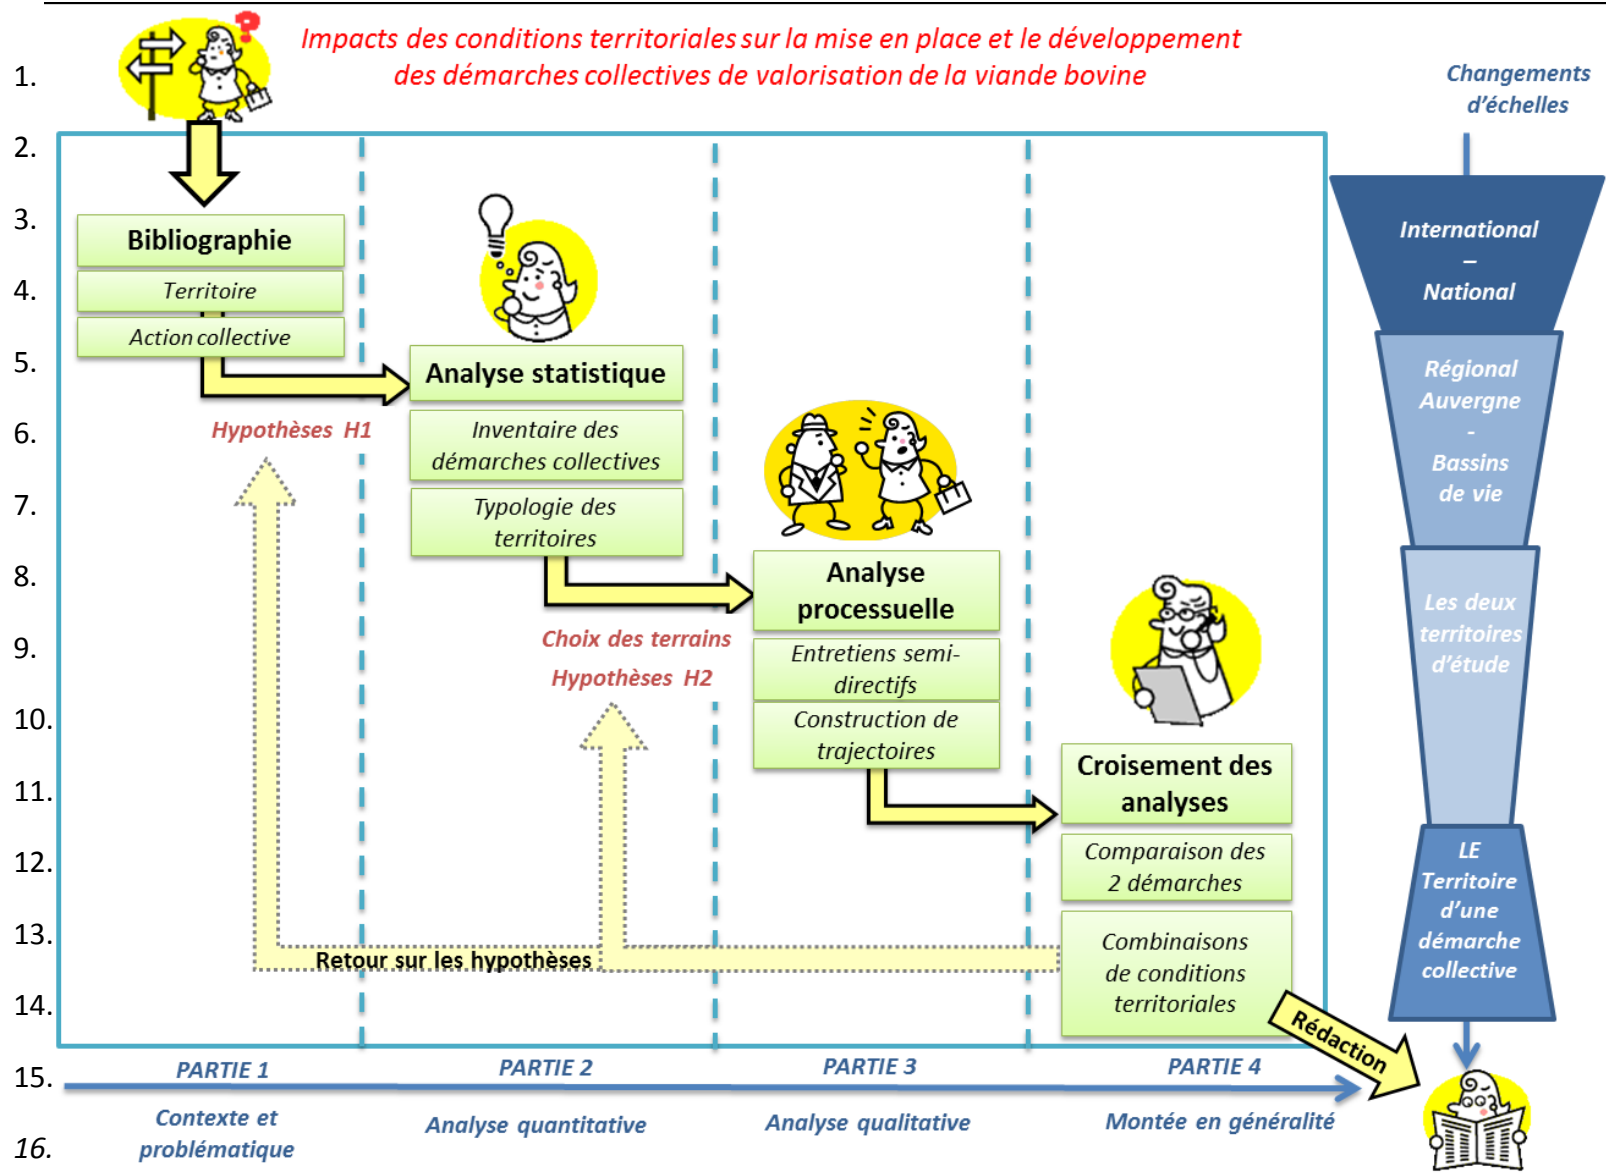 Impacts des conditions territoriales sur la mise en place et le développement
des démarches collectives de valorisation de la viande bovine
?
1.
2.
3.
4.
5.
6.
7.
8.
9.
10.
11.
12.
13.
14.
15.
16.
Bibliographie
Territoire
Action collective
Hypothèses H1
Analyse statistique
Inventaire des
démarches collectives
Typologie des
territoires
Choix des terrains
Hypothèses H2
Analyse
processuelle
Entretiens semi-
directifs
Construction de
trajectoires
Croisement des
analyses
Comparaison des
2 démarches
Combinaisons
de conditions
territoriales
Retour sur les hypothèses
Rédaction
PARTIE 1
PARTIE 2
PARTIE 3
PARTIE 4
Contexte et
problématique
Analyse quantitative
Analyse qualitative
Montée en généralité
Changements
d’échelles
International
–
National
Régional
Auvergne
-
Bassins
de vie
Les deux
territoires
d’étude
LE
Territoire
d’une
démarche
collective